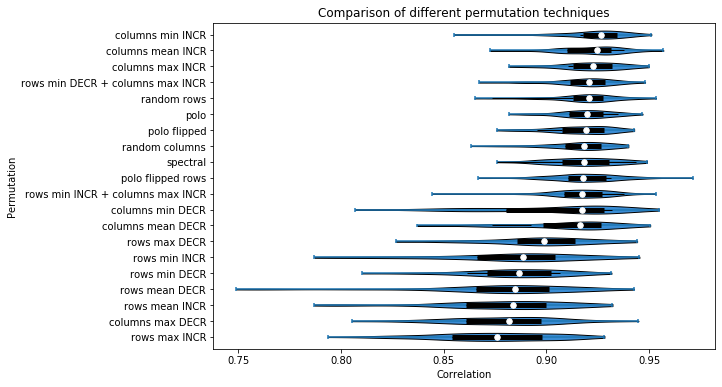 Comparison of different permutation techniques
Permutation
columns min INCR
columns mean INCR
columns max INCR
rows min DECR + columns max INCR
random rows
polo
polo flipped
random columns
spectral
polo flipped rows
rows min INCR + columns max INCR
columns min DECR
columns mean DECR
rows max DECR
rows min INCR
rows min DECR
rows mean DECR
rows mean INCR
columns max DECR
rows max INCR
0.75 0.80 0.85 0.90 0.95
Correlation